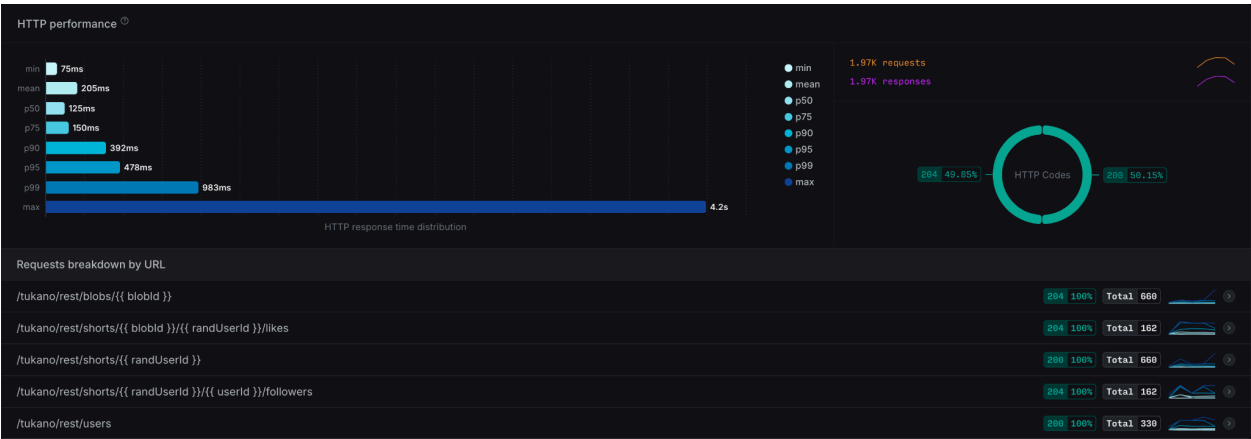 HTTP performance ?
min 75ms
mean 205ms
p50 125ms
p75 150ms
p90 392ms
p95 478ms
p99 983ms
max 4.2s
HTTP response time distribution
min
mean
p50
p75
p90
p95
p99
max
1.97K requests
1.97K responses
204 49.85%
HTTP Codes
200 50.15%
Requests breakdown by URL
/tukano/rest/blobs/{{ blobId }} 204 100% Total 660
/tukano/rest/shorts/{{ blobId }}/{{ randUserId }}/likes 204 100% Total 162
/tukano/rest/shorts/{{ randUserId }} 200 100% Total 660
/tukano/rest/shorts/{{ randUserId }}/{{ userId }}/followers 204 100% Total 162
/tukano/rest/users 200 100% Total 330